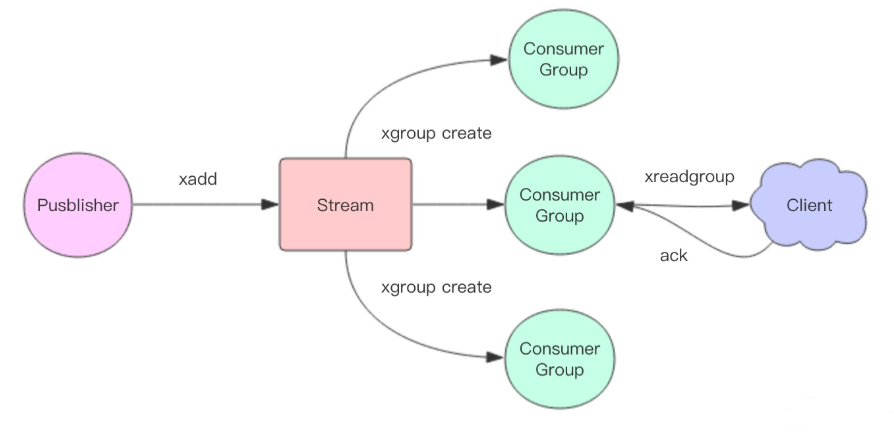 Consumer
Group
xgroup create
xadd
Pusblisher
Stream
Consumer
Group
xreadgroup
Client
ack
xgroup create
Consumer
Group